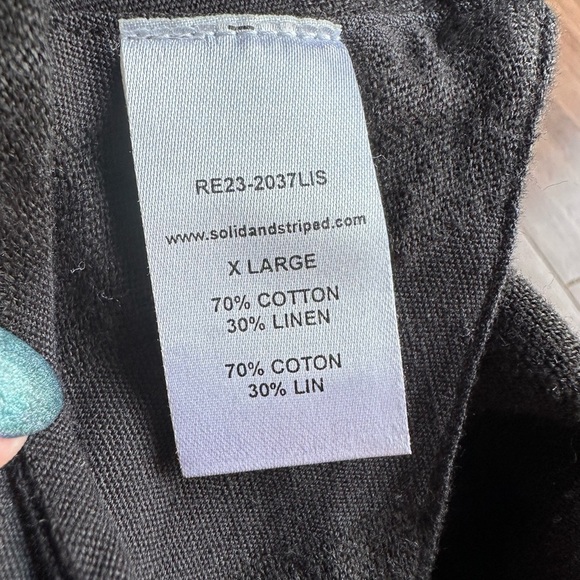 RE23-2037LIS
www.solidandstriped.com
X LARGE
70% COTTON
30% LINEN
70% COTON
30% LIN